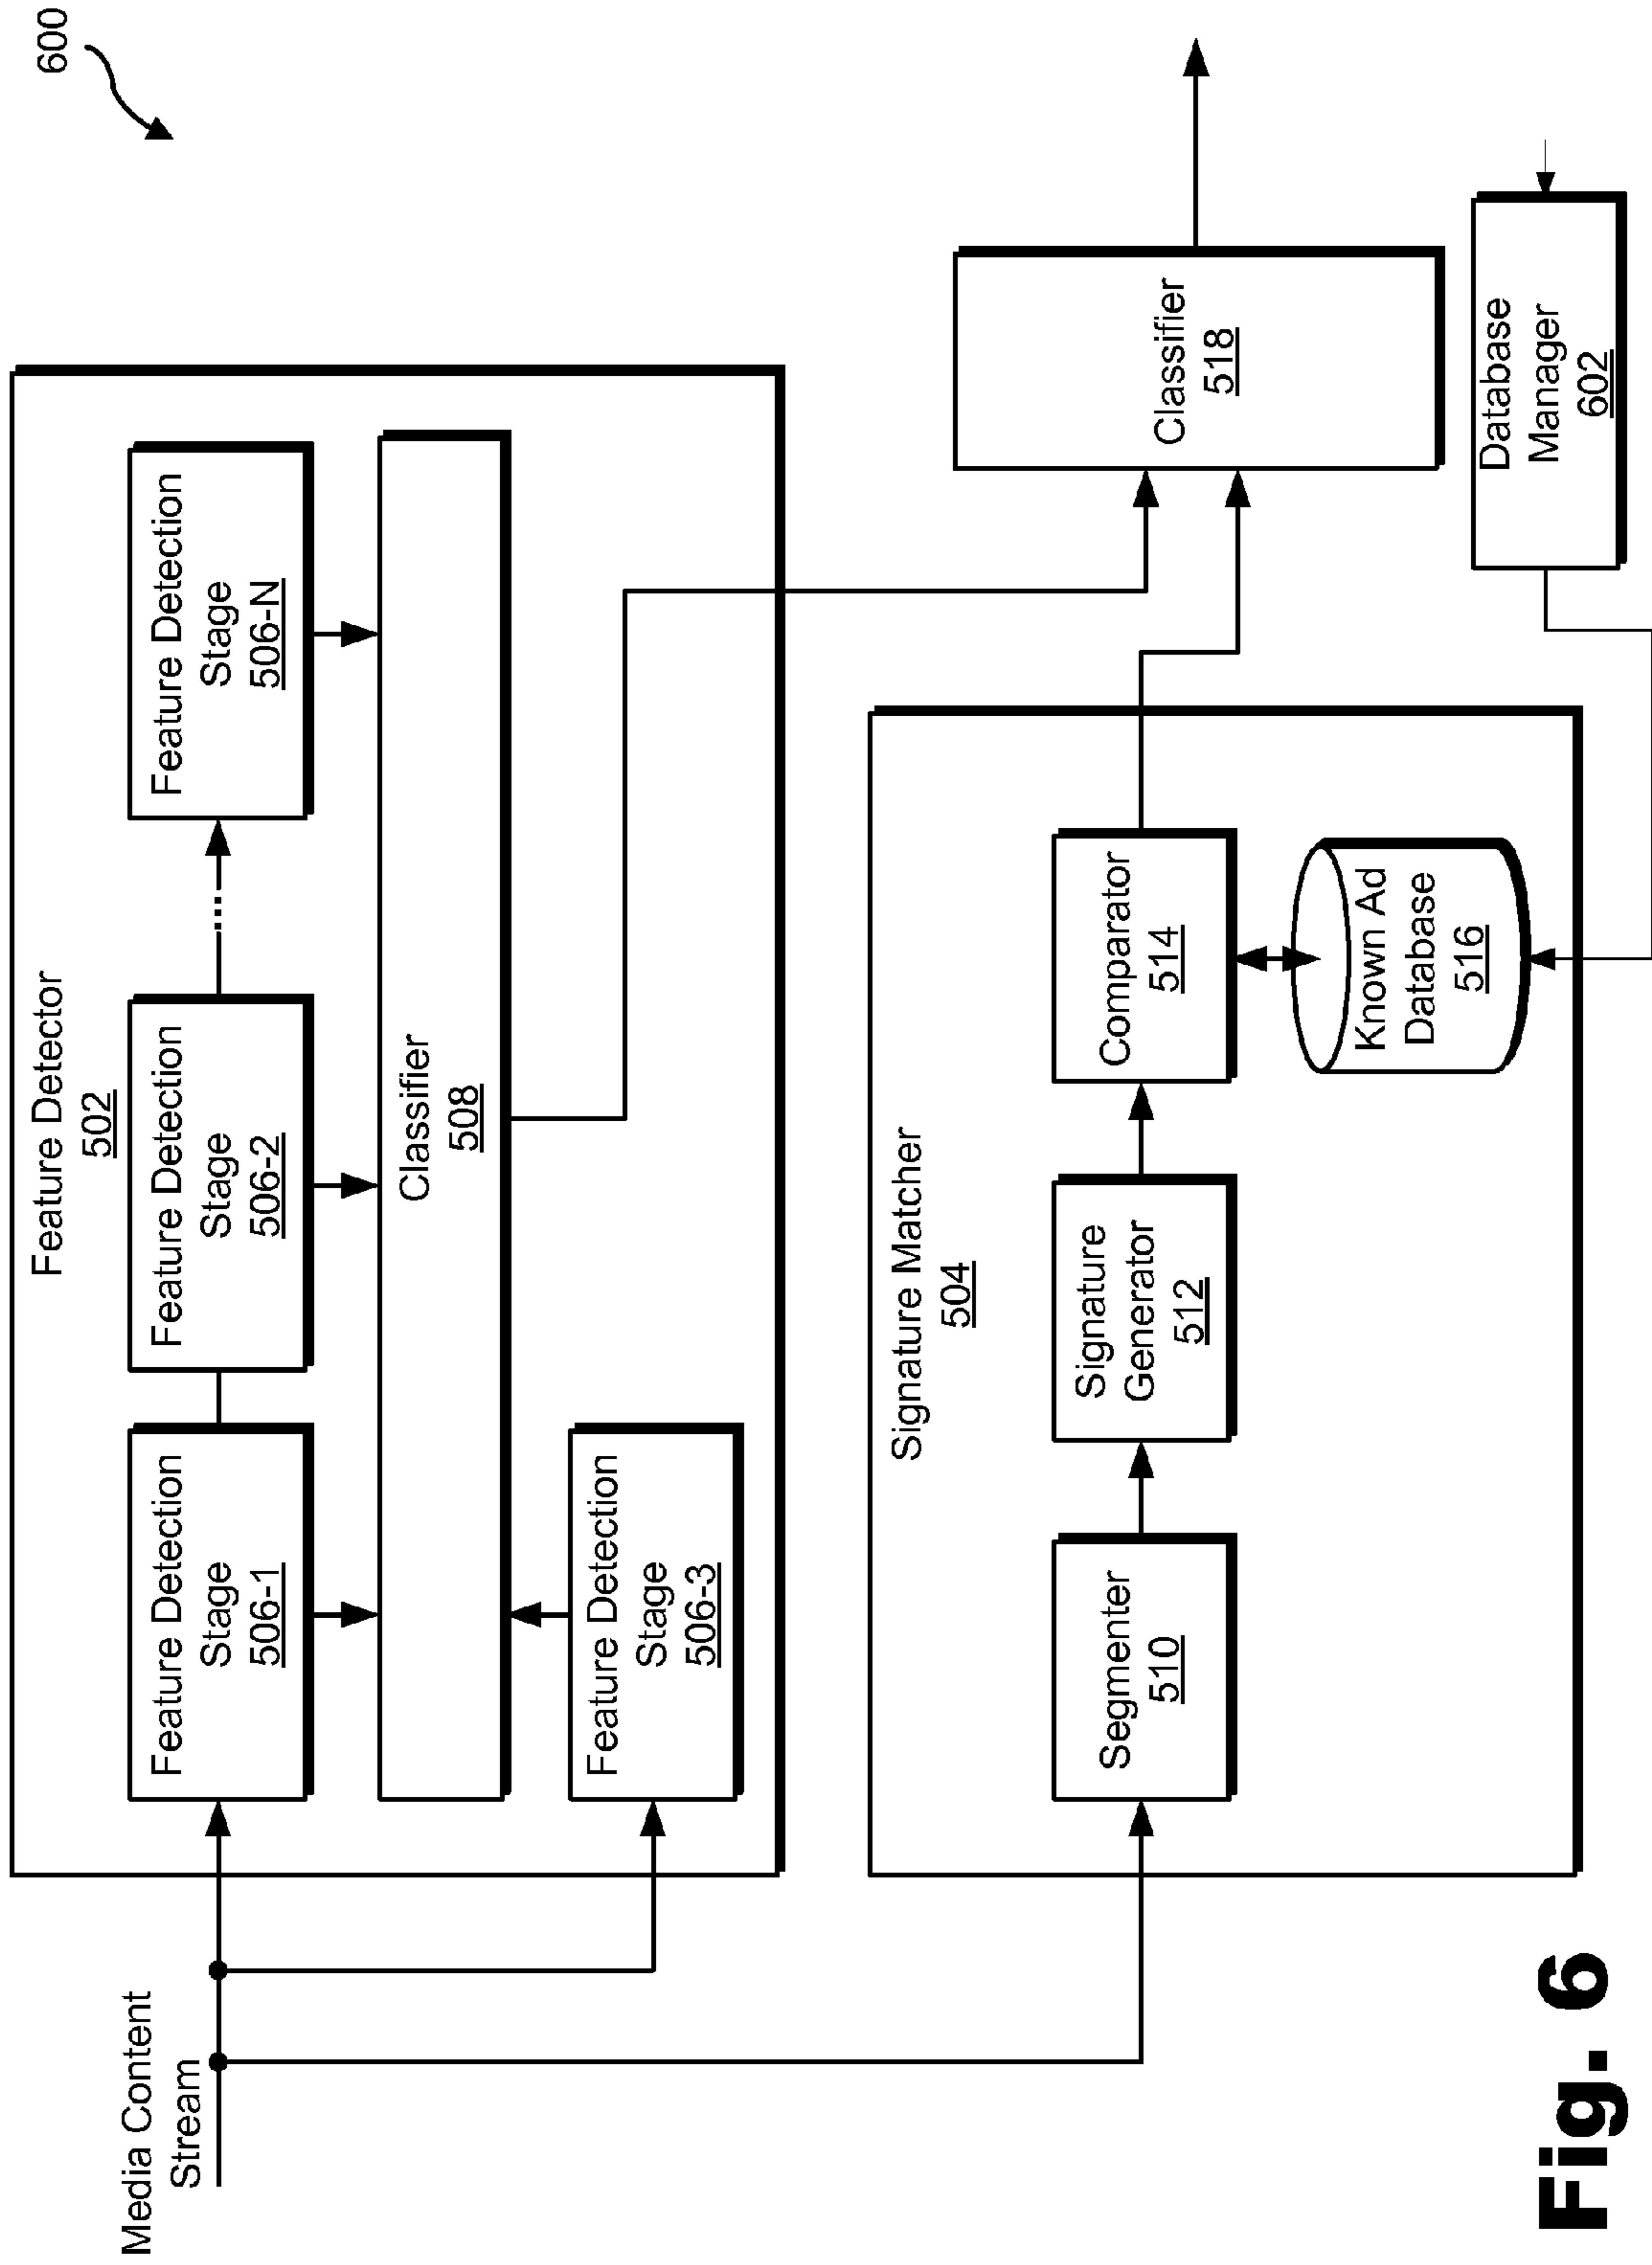 600
Media Content
Stream
Feature Detector
502
Feature Detection
Stage
506-1
Feature Detection
Stage
506-2
Feature Detection
Stage
506-N
Classifier
508
Feature Detection
Stage
506-3
Signature Matcher
504
Segmenter
510
Signature
Generator
512
Comparator
514
Known Ad
Database
516
Classifier
518
Database
Manager
602
Fig. 6